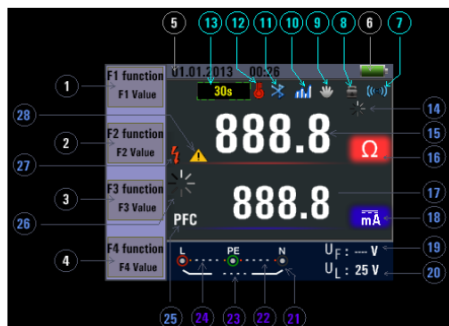 13 12 11 10 9 8 7
5 6
01.01.2013 00:26
30s
1 F1 function
F1 Value
14
28
888.8 15
2 F2 function
F2 Value
Ω
27 16
3 F3 function
F3 Value
888.8 17
26
PFC
mA 18
4 F4 function
F4 Value
L PE N
U F : --- V 19
U L : 25 V 20
25 24 23 22 21